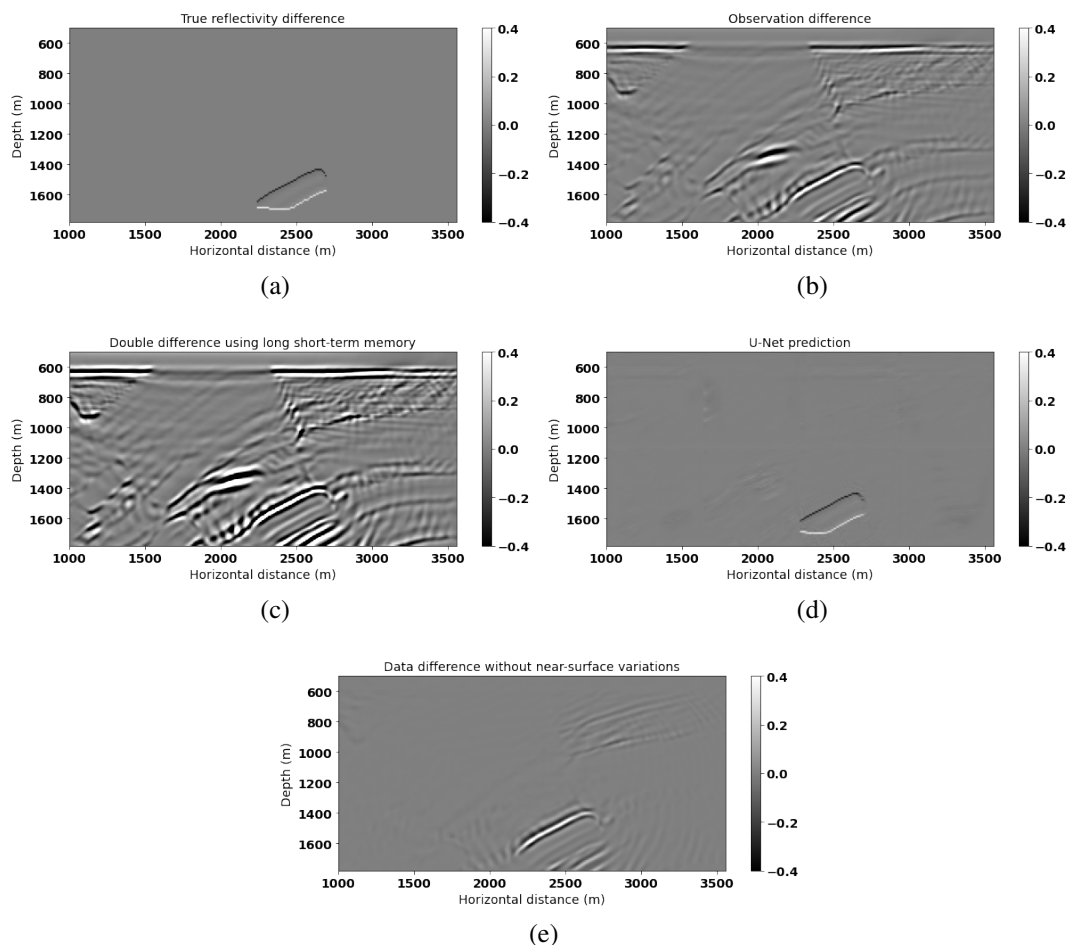 True reflectivity difference
Depth (m)
600
800
1000
1200
1400
1600
1000 1500 2000 2500 3000 3500
Horizontal distance (m)
0.4
0.2
0.0
−0.2
−0.4
(a)
Observation difference
Depth (m)
600
800
1000
1200
1400
1600
1000 1500 2000 2500 3000 3500
Horizontal distance (m)
0.4
0.2
0.0
−0.2
−0.4
(b)
Double difference using long short-term memory
Depth (m)
600
800
1000
1200
1400
1600
1000 1500 2000 2500 3000 3500
Horizontal distance (m)
0.4
0.2
0.0
−0.2
−0.4
(c)
U-Net prediction
Depth (m)
600
800
1000
1200
1400
1600
1000 1500 2000 2500 3000 3500
Horizontal distance (m)
0.4
0.2
0.0
−0.2
−0.4
(d)
Data difference without near-surface variations
Depth (m)
600
800
1000
1200
1400
1600
1000 1500 2000 2500 3000 3500
Horizontal distance (m)
0.4
0.2
0.0
−0.2
−0.4
(e)